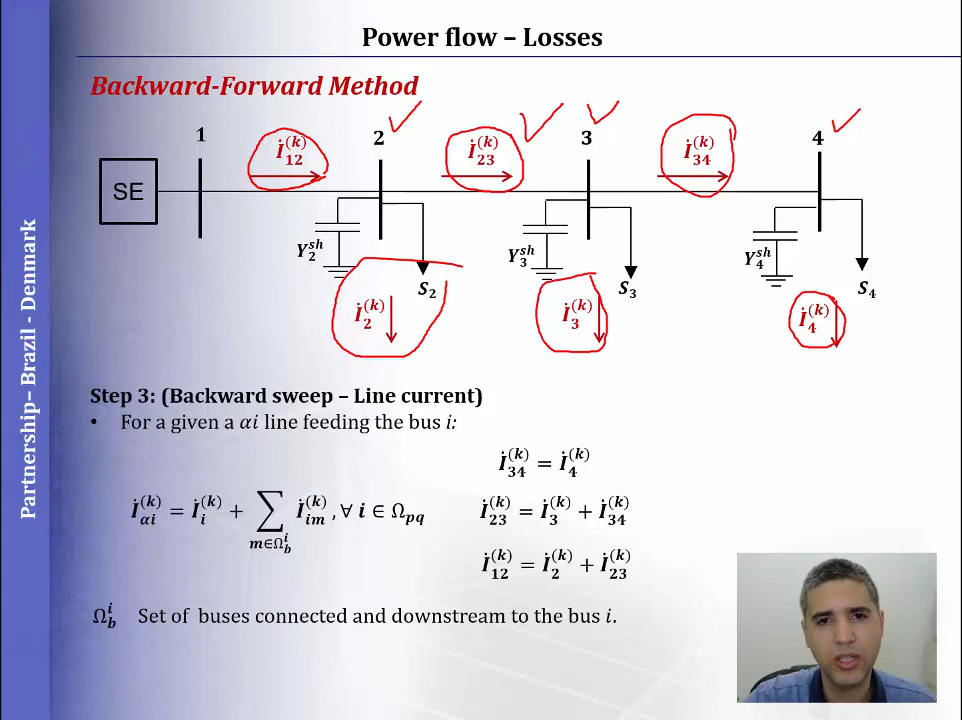 Power flow – Losses
Backward-Forward Method
Partnership– Brazil - Denmark
1 2 3 4
İ₁₂⁽ᵏ⁾ İ₂₃⁽ᵏ⁾ İ₃₄⁽ᵏ⁾
SE
Y₂ˢʰ Y₃ˢʰ Y₄ˢʰ
S₂ S₃ S₄
İ₂⁽ᵏ⁾ İ₃⁽ᵏ⁾ İ₄⁽ᵏ⁾
Step 3: (Backward sweep – Line current)
• For a given a αi line feeding the bus i:
İ₃₄⁽ᵏ⁾ = İ₄⁽ᵏ⁾
İ_αi^(k) = İ_i^(k) + ∑_{m∈Ω_b^i} İ_im^(k) , ∀ i ∈ Ω_pq
İ₂₃⁽ᵏ⁾ = İ₃⁽ᵏ⁾ + İ₃₄⁽ᵏ⁾
İ₁₂⁽ᵏ⁾ = İ₂⁽ᵏ⁾ + İ₂₃⁽ᵏ⁾
Ω_b^i Set of buses connected and downstream to the bus i.